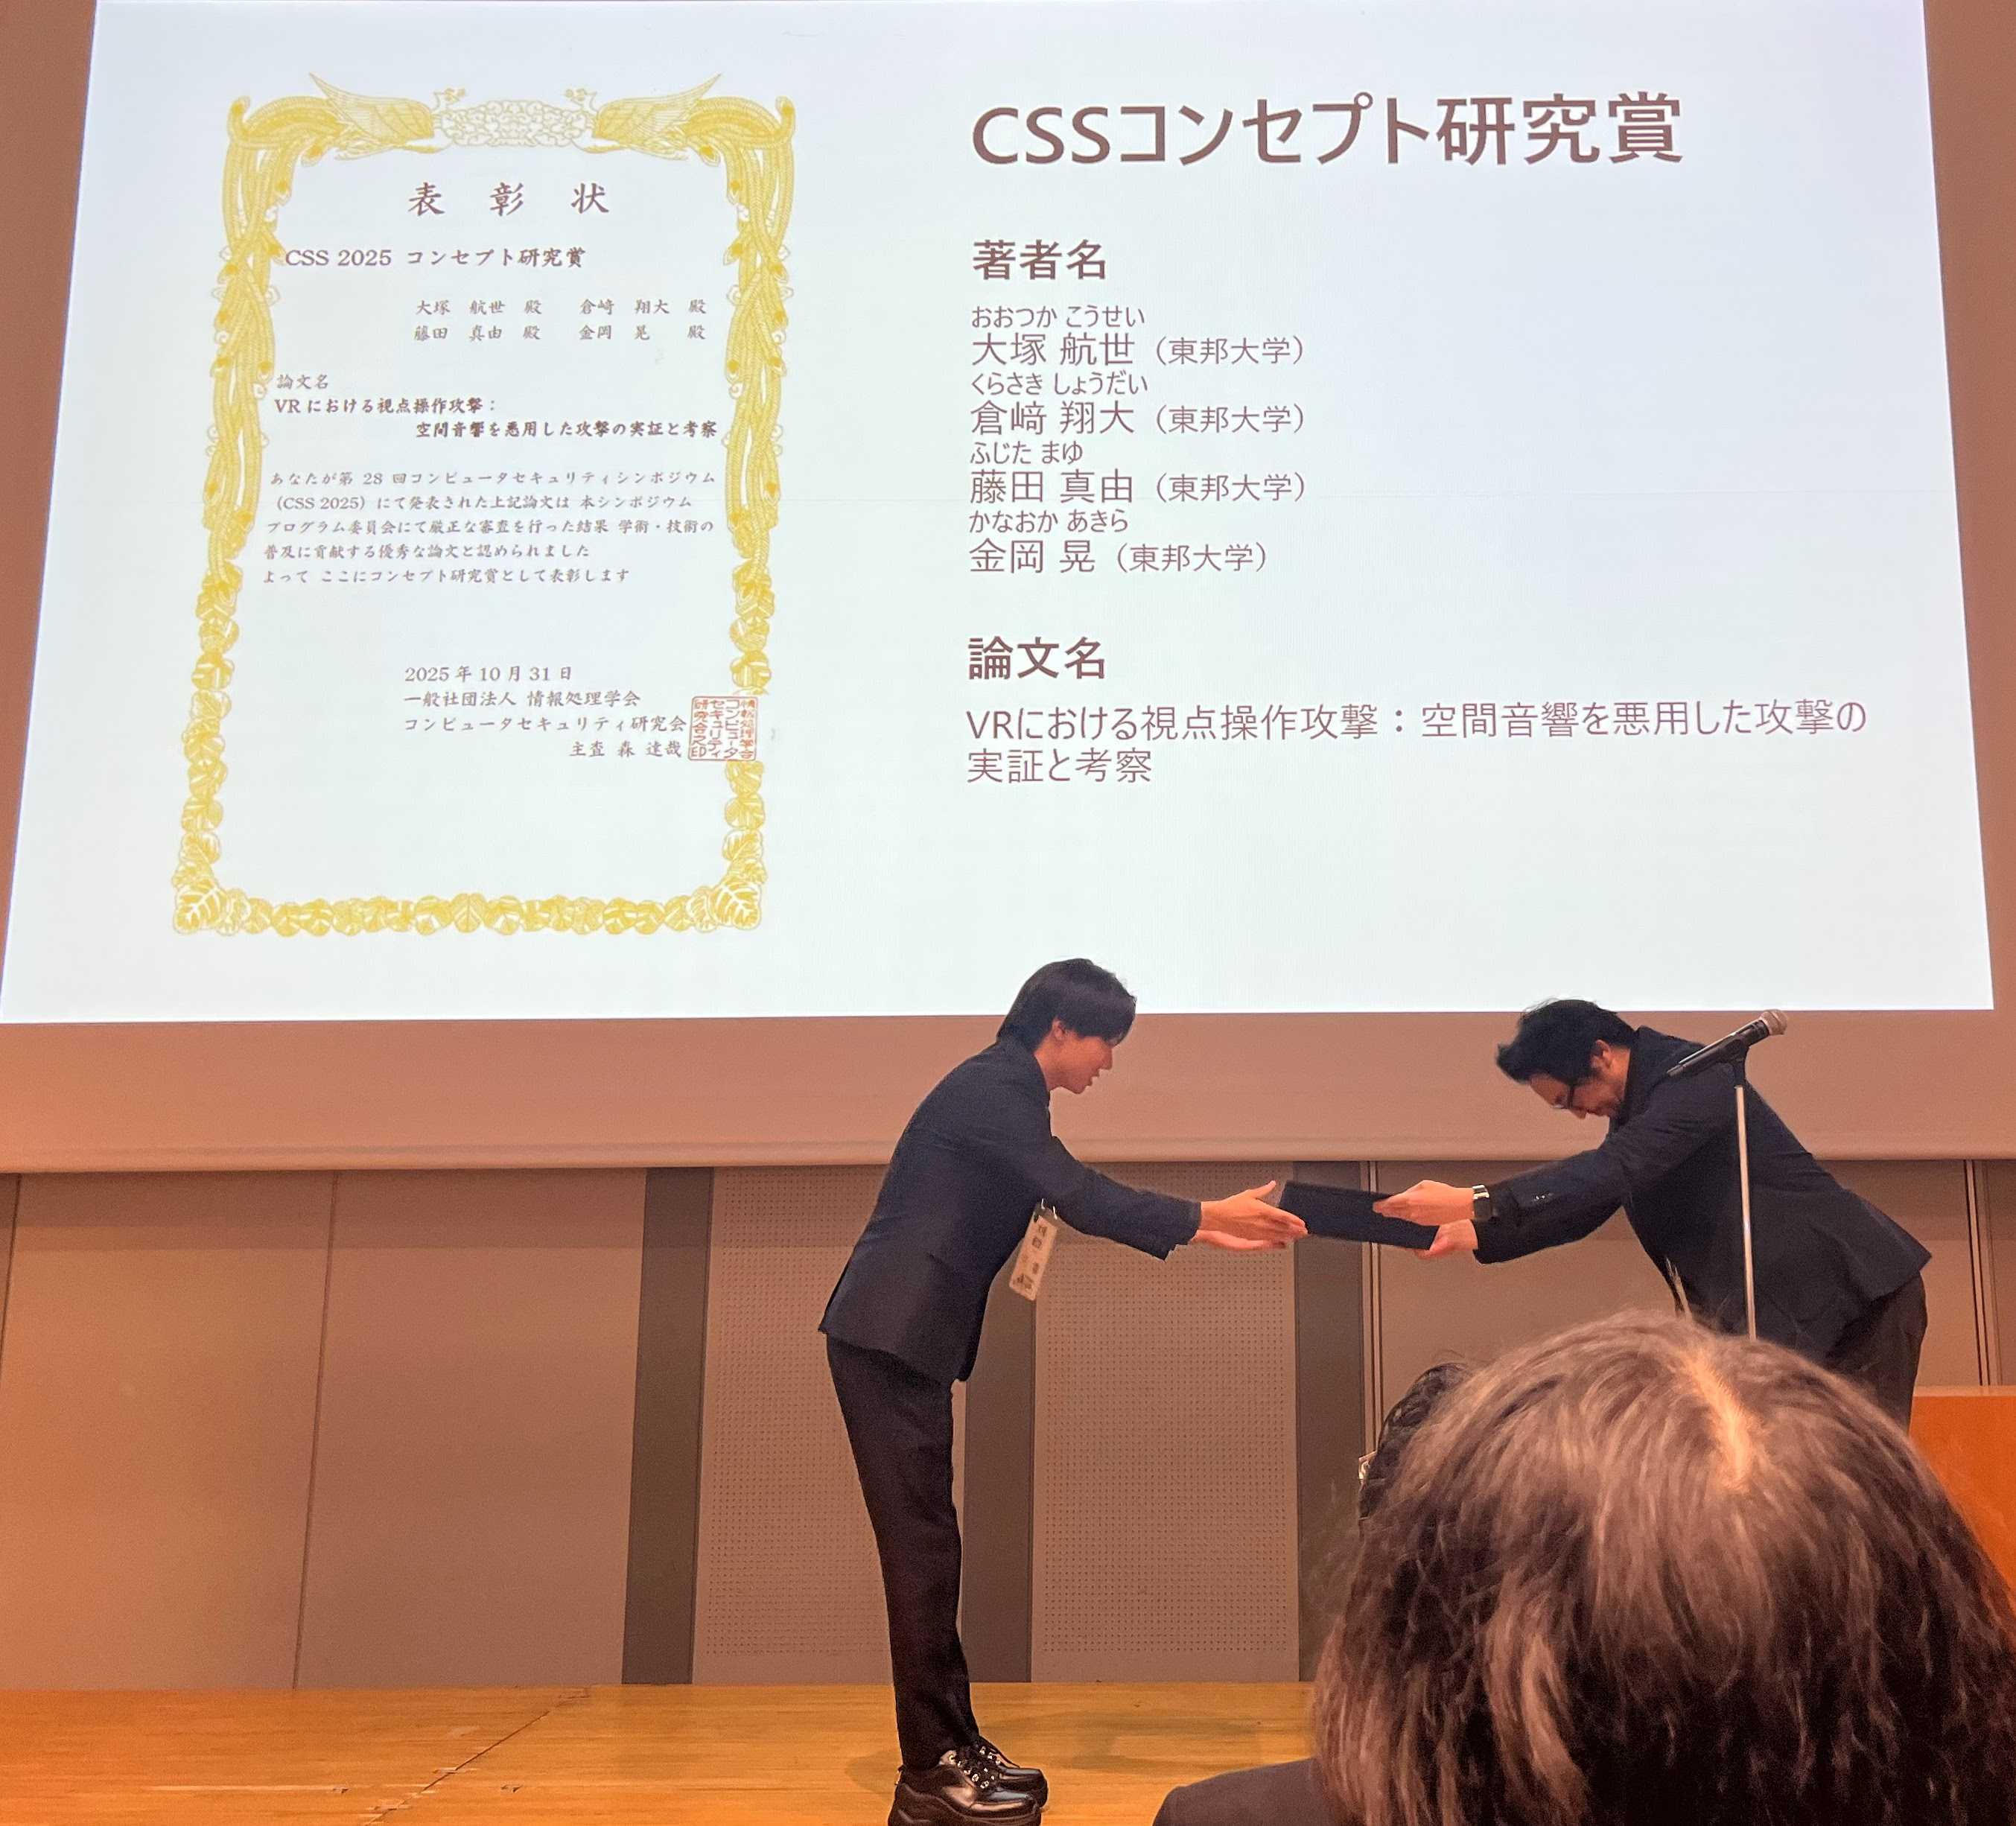 表 彰 状
CSS 2025 コンセプト研究賞
大塚 航世 殿 倉﨑 翔大 殿
藤田 真由 殿 金岡 晃 殿
論文名
VRにおける視点操作攻撃:
空間音響を悪用した攻撃の実証と考察
あなたが第 28 回コンピュータセキュリティシンポジウム
(CSS 2025) にて発表された上記論文は 本シンポジウム
プログラム委員会にて厳正な審査を行った結果 学術・技術の
普及に貢献する優秀な論文と認められました
よって ここにコンセプト研究賞として表彰します
2025年10月31日
一般社団法人 情報処理学会
コンピュータセキュリティ研究会
主査 森 達哉
CSSコンセプト研究賞
著者名
おおつか こうせい
大塚 航世(東邦大学)
くらさき しょうだい
倉﨑 翔大(東邦大学)
ふじた まゆ
藤田 真由(東邦大学)
かなおか あきら
金岡 晃(東邦大学)
論文名
VRにおける視点操作攻撃:空間音響を悪用した攻撃の
実証と考察